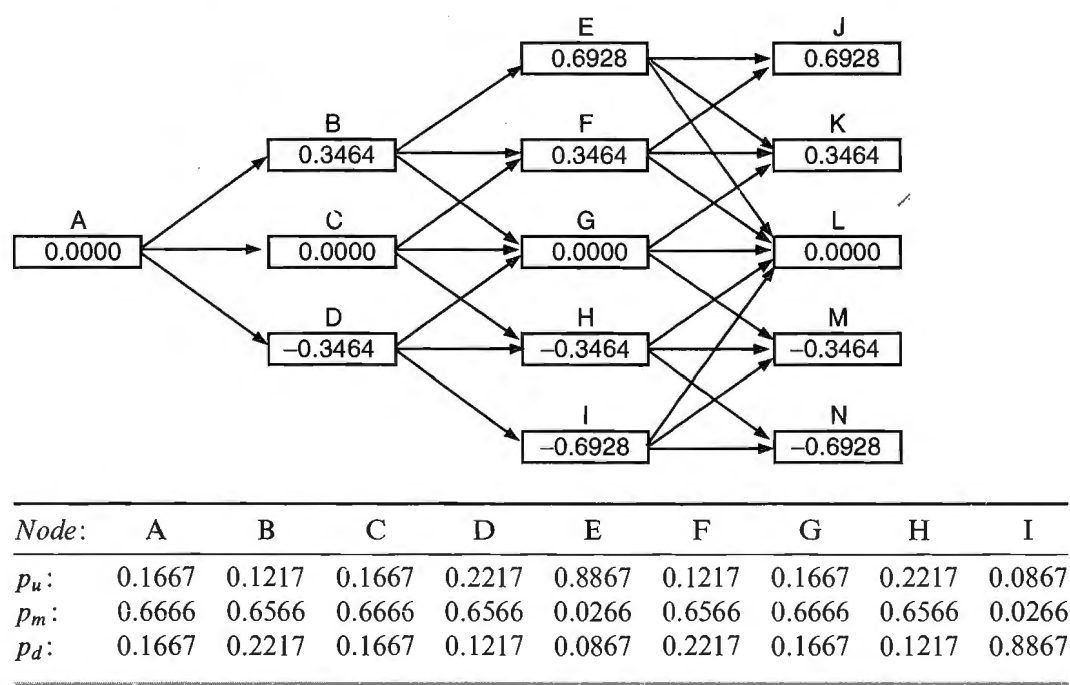 E J
0.6928 0.6928
B F K
0.3464 0.3464 0.3464
A C G L
0.0000 0.0000 0.0000 0.0000
D H M
−0.3464 −0.3464 −0.3464
I N
−0.6928 −0.6928
Node: A B C D E F G H I
p_u: 0.1667 0.1217 0.1667 0.2217 0.8867 0.1217 0.1667 0.2217 0.0867
p_m: 0.6666 0.6566 0.6666 0.6566 0.0266 0.6566 0.6666 0.6566 0.0266
p_d: 0.1667 0.2217 0.1667 0.1217 0.0867 0.2217 0.1667 0.1217 0.8867